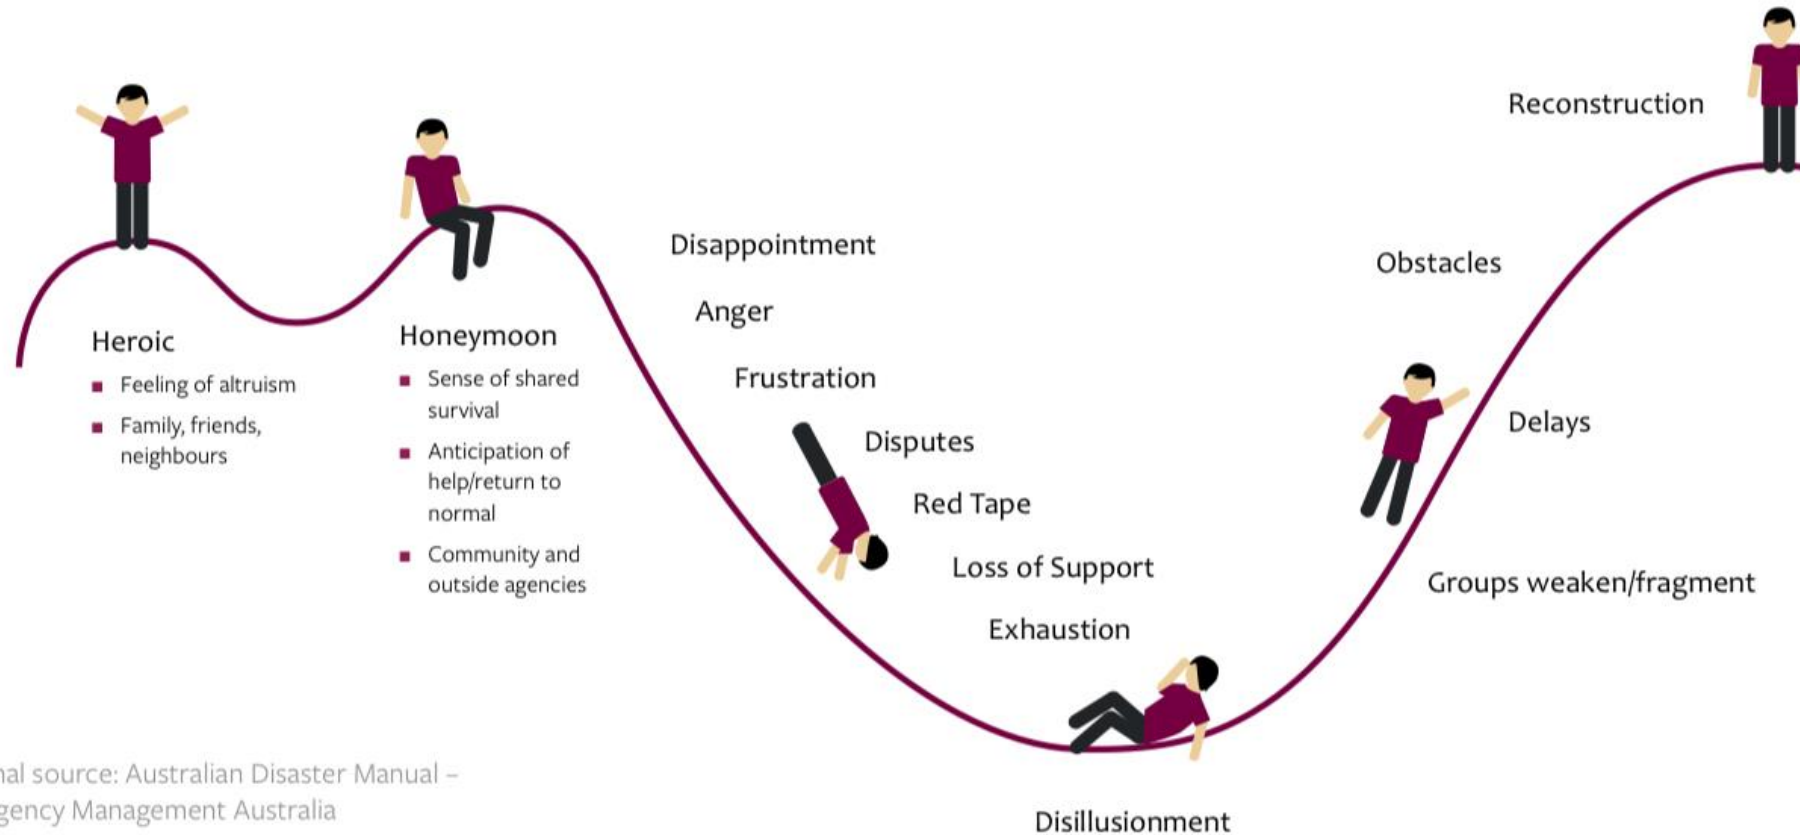 Heroic
Feeling of altruism
Family, friends,
neighbours
Honeymoon
Sense of shared
survival
Anticipation of
help/return to
normal
Community and
outside agencies
Disappointment
Anger
Frustration
Disputes
Red Tape
Loss of Support
Exhaustion
Disillusionment
Groups weaken/fragment
Delays
Obstacles
Reconstruction
source: Australian Disaster Manual –
Management Australia